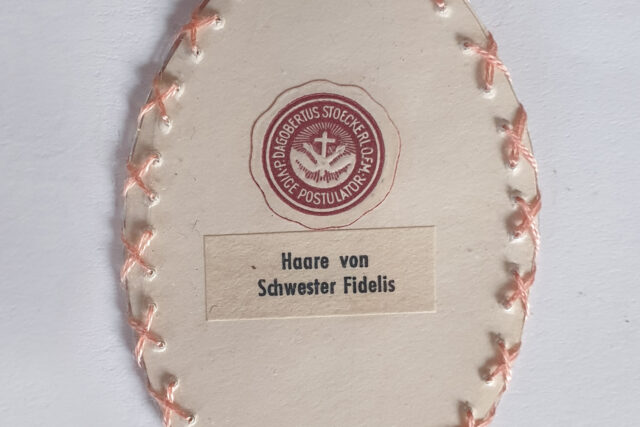 P. DAGOBERTUS STOECKERL O.F.M.
VICE POSTULATOR
Haare von
Schwester Fidelis